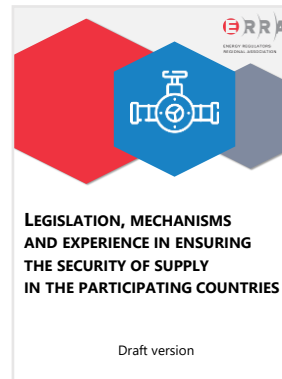 ERRA
ENERGY REGULATORS
REGIONAL ASSOCIATION
LEGISLATION, MECHANISMS
AND EXPERIENCE IN ENSURING
THE SECURITY OF SUPPLY
IN THE PARTICIPATING COUNTRIES
Draft version